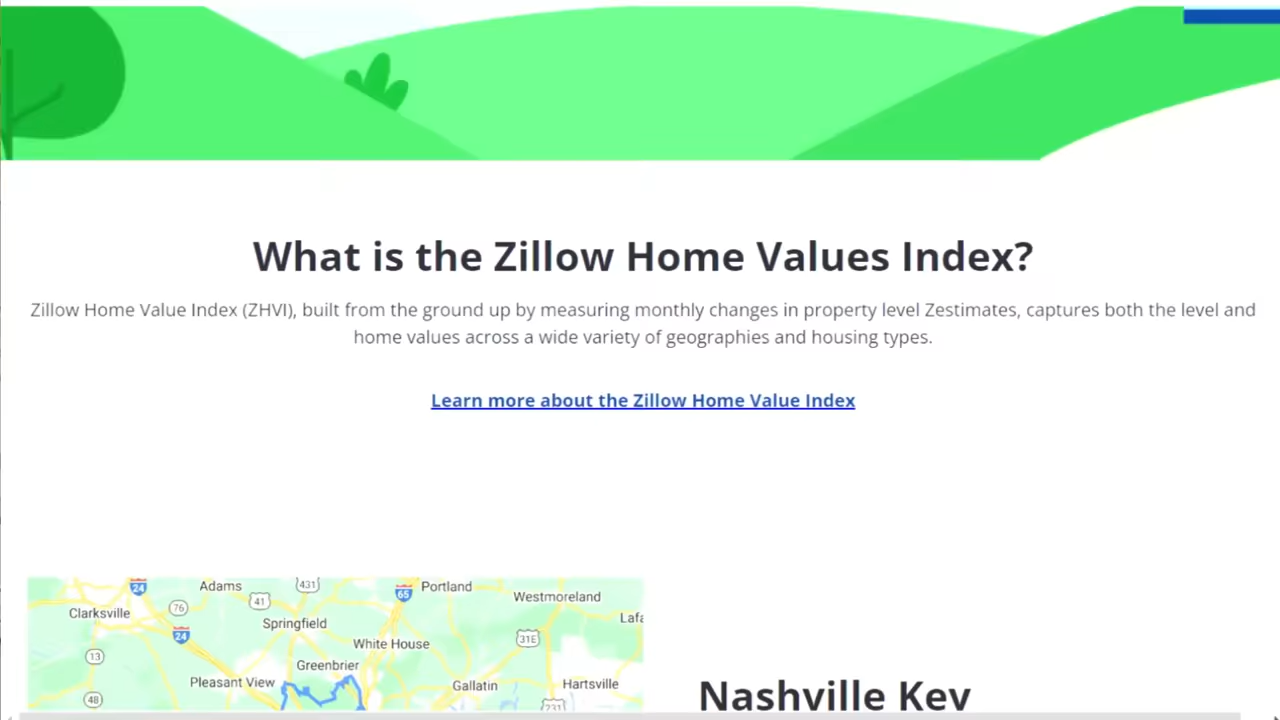 What is the Zillow Home Values Index?
Zillow Home Value Index (ZHVI), built from the ground up by measuring monthly changes in property level Zestimates, captures both the level and
home values across a wide variety of geographies and housing types.
Learn more about the Zillow Home Value Index
24
Adams
431
65
Portland
Westmoreland
Clarksville
76
41
Springfield
Lafa
24
White House
31E
13
Greenbrier
Pleasant View
Gallatin
Hartsville
48
231
Nashville Key